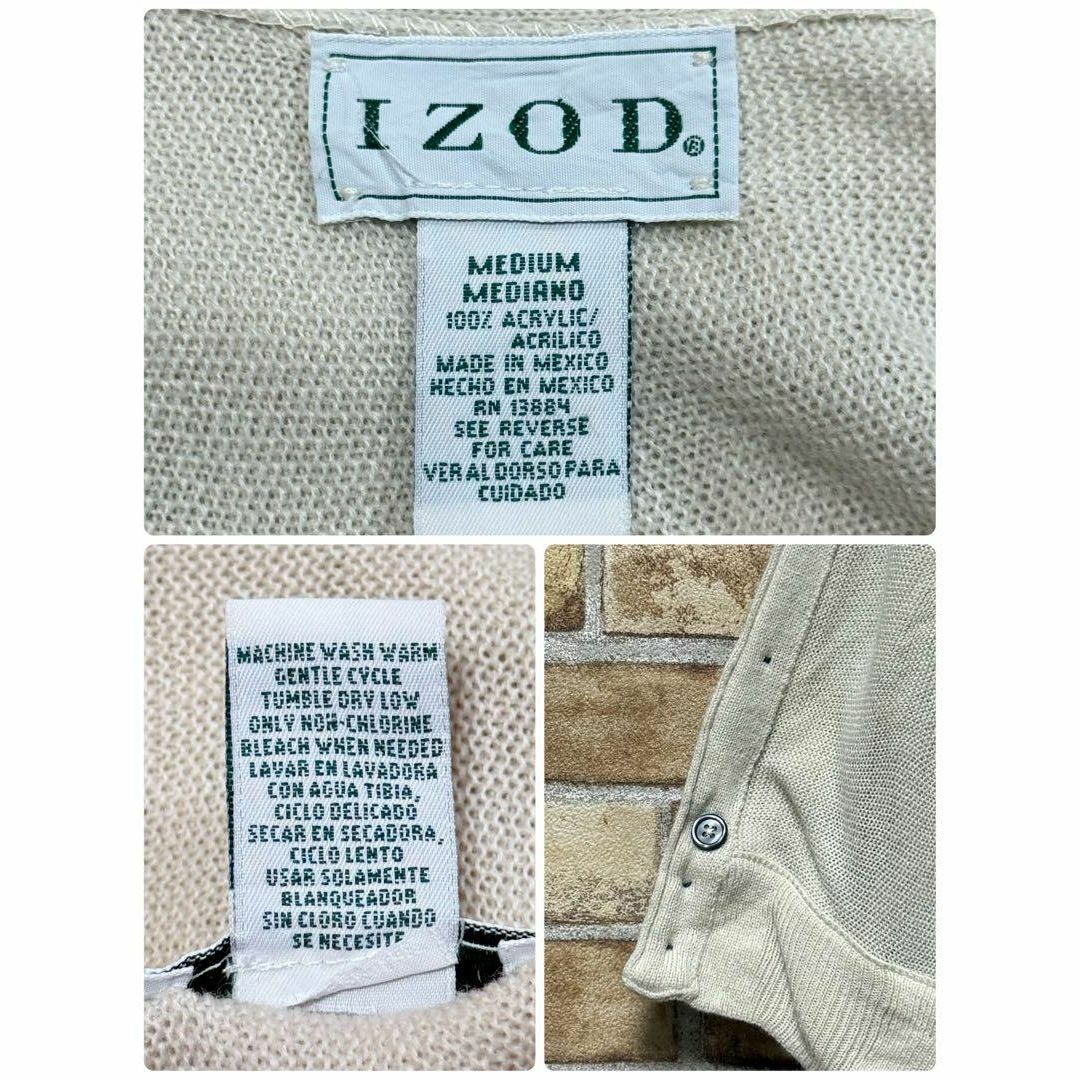 IZOD®
MEDIUM
MEDIANO
100% ACRYLIC/
ACRILICO
MADE IN MEXICO
HECHO EN MEXICO
RN 13884
SEE REVERSE
FOR CARE
VER AL DORSO PARA
CUIDADO
MACHINE WASH WARM
GENTLE CYCLE
TUMBLE DRY LOW
ONLY NON-CHLORINE
BLEACH WHEN NEEDED
LAVAR EN LAVADORA
CON AGUA TIBIA,
CICLO DELICADO
SECAR EN SECADORA,
CICLO LENTO
USAR SOLAMENTE
BLANQUEADOR
SIN CLORO CUANDO
SE NECESITE